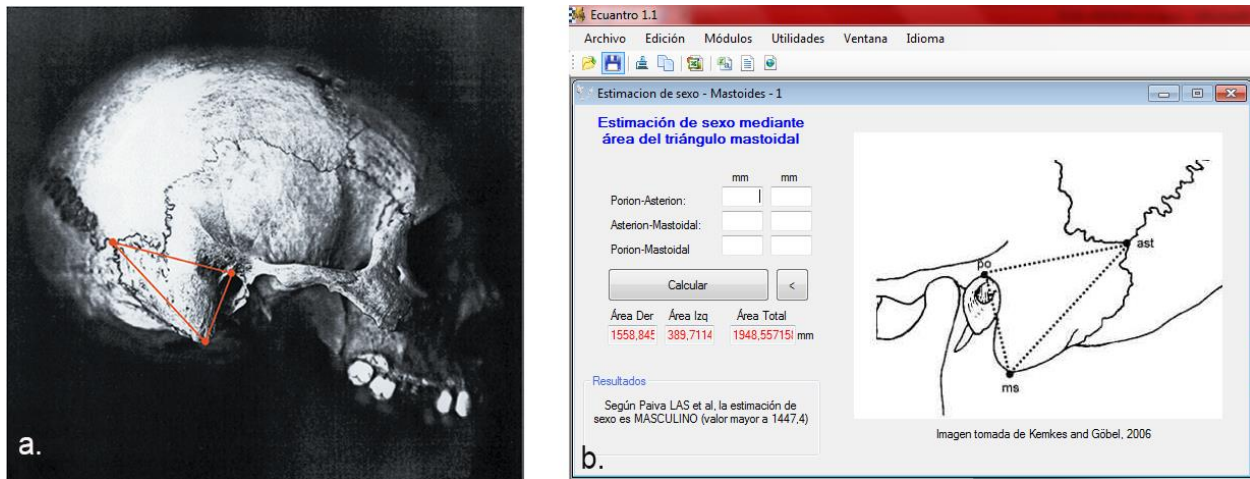 a.
Ecuantro 1.1
Archivo Edición Módulos Utilidades Ventana Idioma
Estimacion de sexo - Mastoides - 1
Estimación de sexo mediante
área del triángulo mastoidal
mm mm
Porion-Asterion:
Asterion-Mastoidal:
Porion-Mastoidal
Calcular <
Área Der Área Izq Área Total
1558,845 389,7114 1948,55715 mm
Resultados
Según Paiva LAS et al, la estimación de
sexo es MASCULINO (valor mayor a 1447,4)
po
ast
ms
Imagen tomada de Kemkes and Göbel, 2006
b.